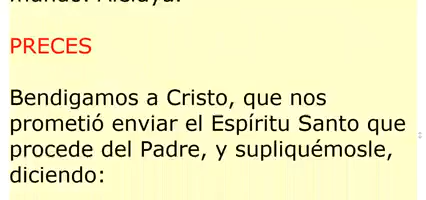 PRECES
Bendigamos a Cristo, que nos
prometió enviar el Espíritu Santo que
procede del Padre, y supliquémosle,
diciendo: